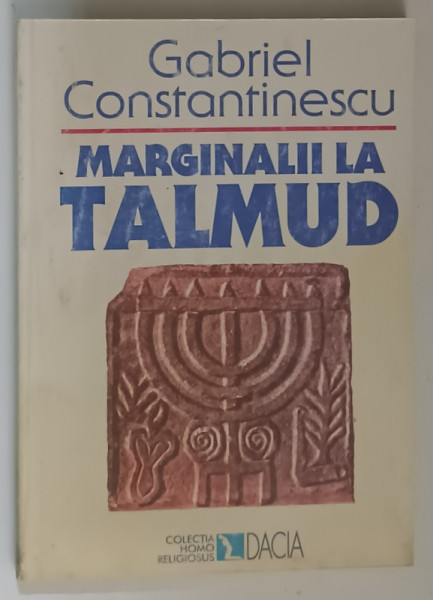 Gabriel
Constantinescu
MARGINALII LA
TALMUD
COLECTIA
HOMO
RELIGIOSUS
DACIA